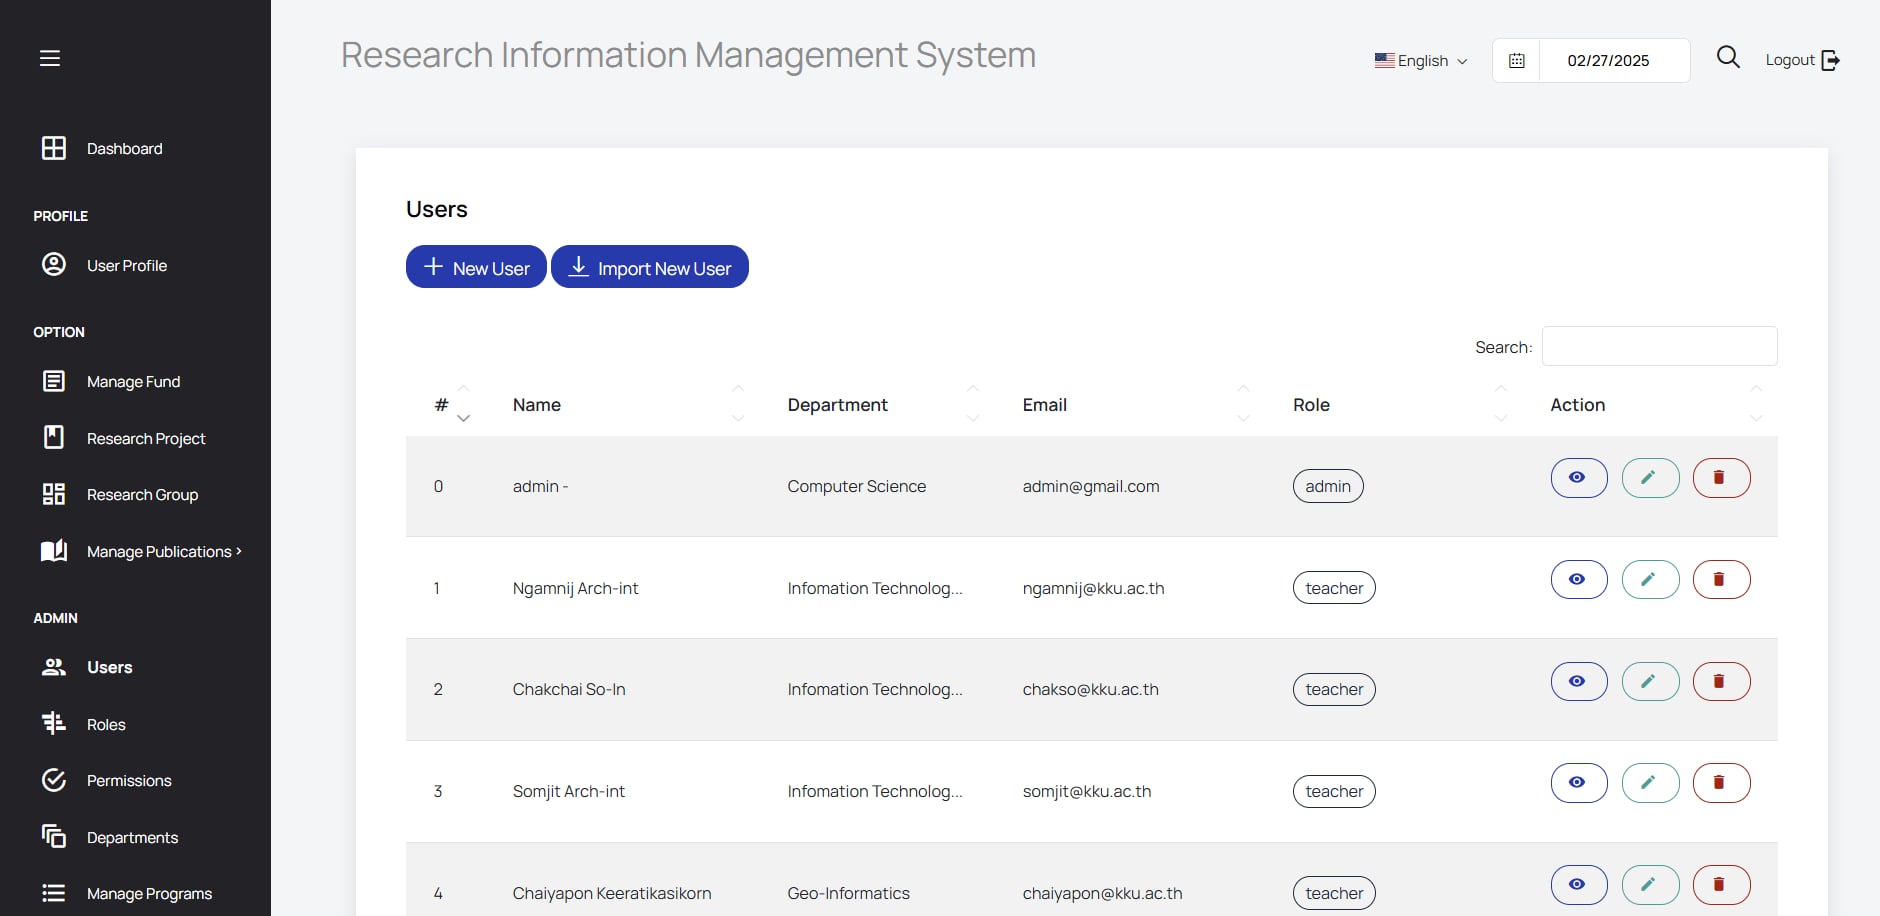 Research Information Management System
English
02/27/2025
Logout
Dashboard
PROFILE
User Profile
OPTION
Manage Fund
Research Project
Research Group
Manage Publications
ADMIN
Users
Roles
Permissions
Departments
Manage Programs
Users
New User
Import New User
Search:
# Name Department Email Role Action
0 admin - Computer Science admin@gmail.com admin
1 Ngamnij Arch-int Infomation Technolog... ngamnij@kku.ac.th teacher
2 Chakchai So-In Infomation Technolog... chakso@kku.ac.th teacher
3 Somjit Arch-int Infomation Technolog... somjit@kku.ac.th teacher
4 Chaiyapon Keeratikasikorn Geo-Informatics chaiyapon@kku.ac.th teacher